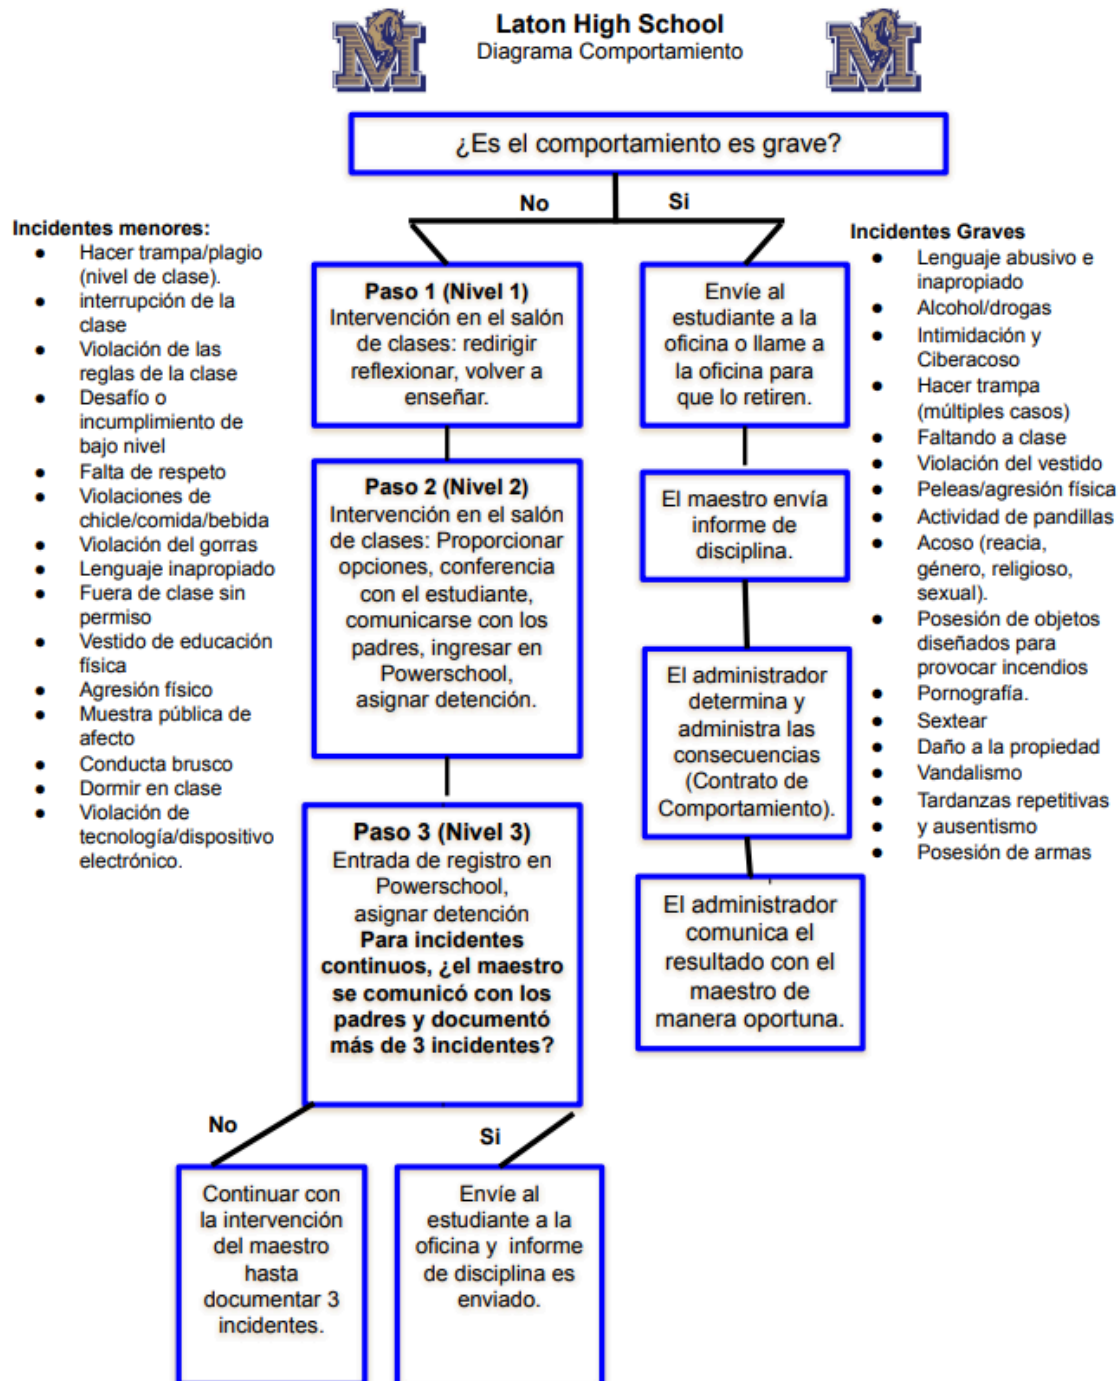 Laton High School
Diagrama Comportamiento
M
M
¿Es el comportamiento es grave?
No
Si
Incidentes menores:
● Hacer trampa/plagio
(nivel de clase).
● interrupción de la
clase
● Violación de las
reglas de la clase
● Desafío o
incumplimiento de
bajo nivel
● Falta de respeto
● Violaciones de
chicle/comida/bebida
● Violación del gorras
● Lenguaje inapropiado
● Fuera de clase sin
permiso
● Vestido de educación
física
● Agresión físico
● Muestra pública de
afecto
● Conducta brusco
● Dormir en clase
● Violación de
tecnología/dispositivo
electrónico.
Paso 1 (Nivel 1)
Intervención en el salón
de clases: redirigir
reflexionar, volver a
enseñar.
Paso 2 (Nivel 2)
Intervención en el salón
de clases: Proporcionar
opciones, conferencia
con el estudiante,
comunicarse con los
padres, ingresar en
Powerschool,
asignar detención.
Paso 3 (Nivel 3)
Entrada de registro en
Powerschool,
asignar detención
Para incidentes
continuos, ¿el maestro
se comunicó con los
padres y documentó
más de 3 incidentes?
No
Si
Continuar con
la intervención
del maestro
hasta
documentar 3
incidentes.
Envíe al
estudiante a la
oficina y informe
de disciplina es
enviado.
Envíe al
estudiante a la
oficina o llame a
la oficina para
que lo retiren.
El maestro envía
informe de
disciplina.
El administrador
determina y
administra las
consecuencias
(Contrato de
Comportamiento).
El administrador
comunica el
resultado con el
maestro de
manera oportuna.
Incidentes Graves
● Lenguaje abusivo e
inapropiado
● Alcohol/drogas
● Intimidación y
Ciberacoso
● Hacer trampa
(múltiples casos)
● Faltando a clase
● Violación del vestido
● Peleas/agresión física
● Actividad de pandillas
● Acoso (reacia,
género, religioso,
sexual).
● Posesión de objetos
diseñados para
provocar incendios
● Pornografía.
● Sextear
● Daño a la propiedad
● Vandalismo
● Tardanzas repetitivas
● y ausentismo
● Posesión de armas